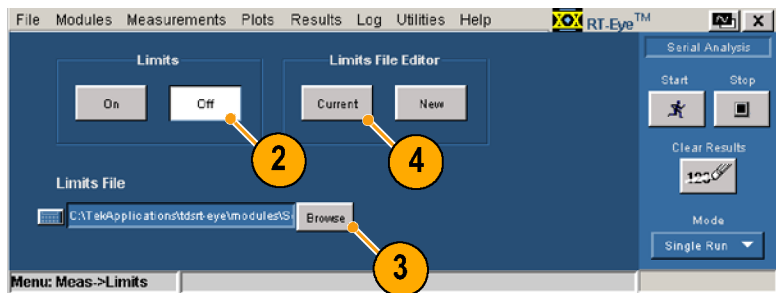 File Modules Measurements Plots Results Log Utilities Help RT-Eye™ X
Serial Analysis
Limits
On Off
Limits File Editor
Current New
2
4
Limits File
C:\TekApplications\tdsrt-eye\modules\S
Browse
3
Start Stop
Clear Results
123
Mode
Single Run
Menu: Meas->Limits